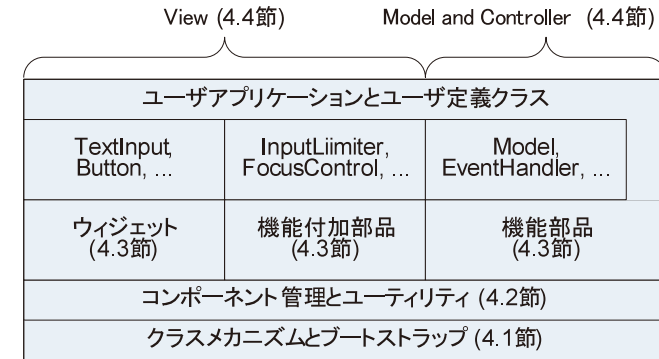 View (4.4節)
Model and Controller (4.4節)
ユーザアプリケーションとユーザ定義クラス
TextInput,
Button, ...
InputLiimiter,
FocusControl, ...
Model,
EventHandler, ...
ウィジェット
(4.3節)
機能付加部品
(4.3節)
機能部品
(4.3節)
コンポーネント管理とユーティリティ (4.2節)
クラスメカニズムとブートストラップ (4.1節)